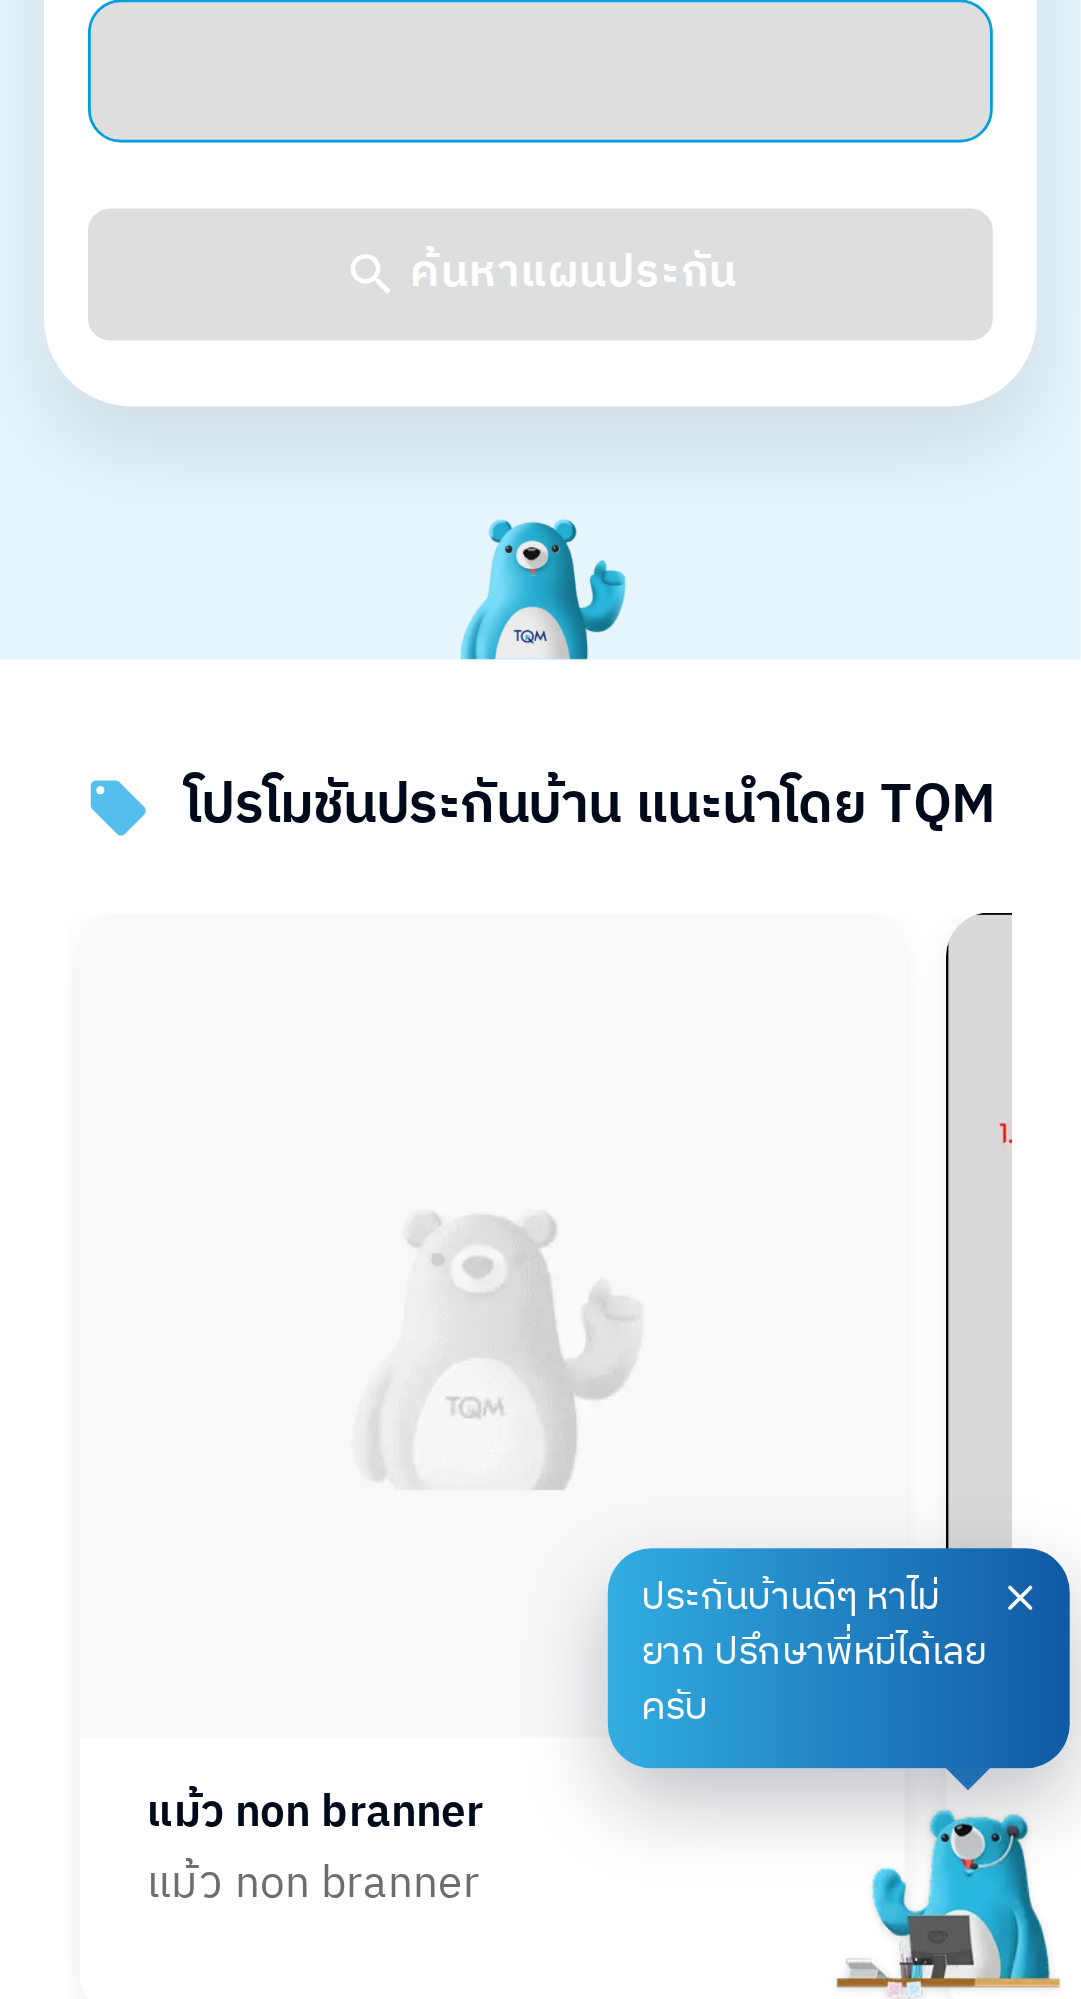 ค้นหาแผนประกัน
TQM
โปรโมชันประกันบ้าน แนะนำโดย TQM
1.
TQM
ประกันบ้านดีๆ หาไม่
ยาก ปรึกษาพี่หมีได้เลย
ครับ
แม้ว non branner
แม้ว non branner